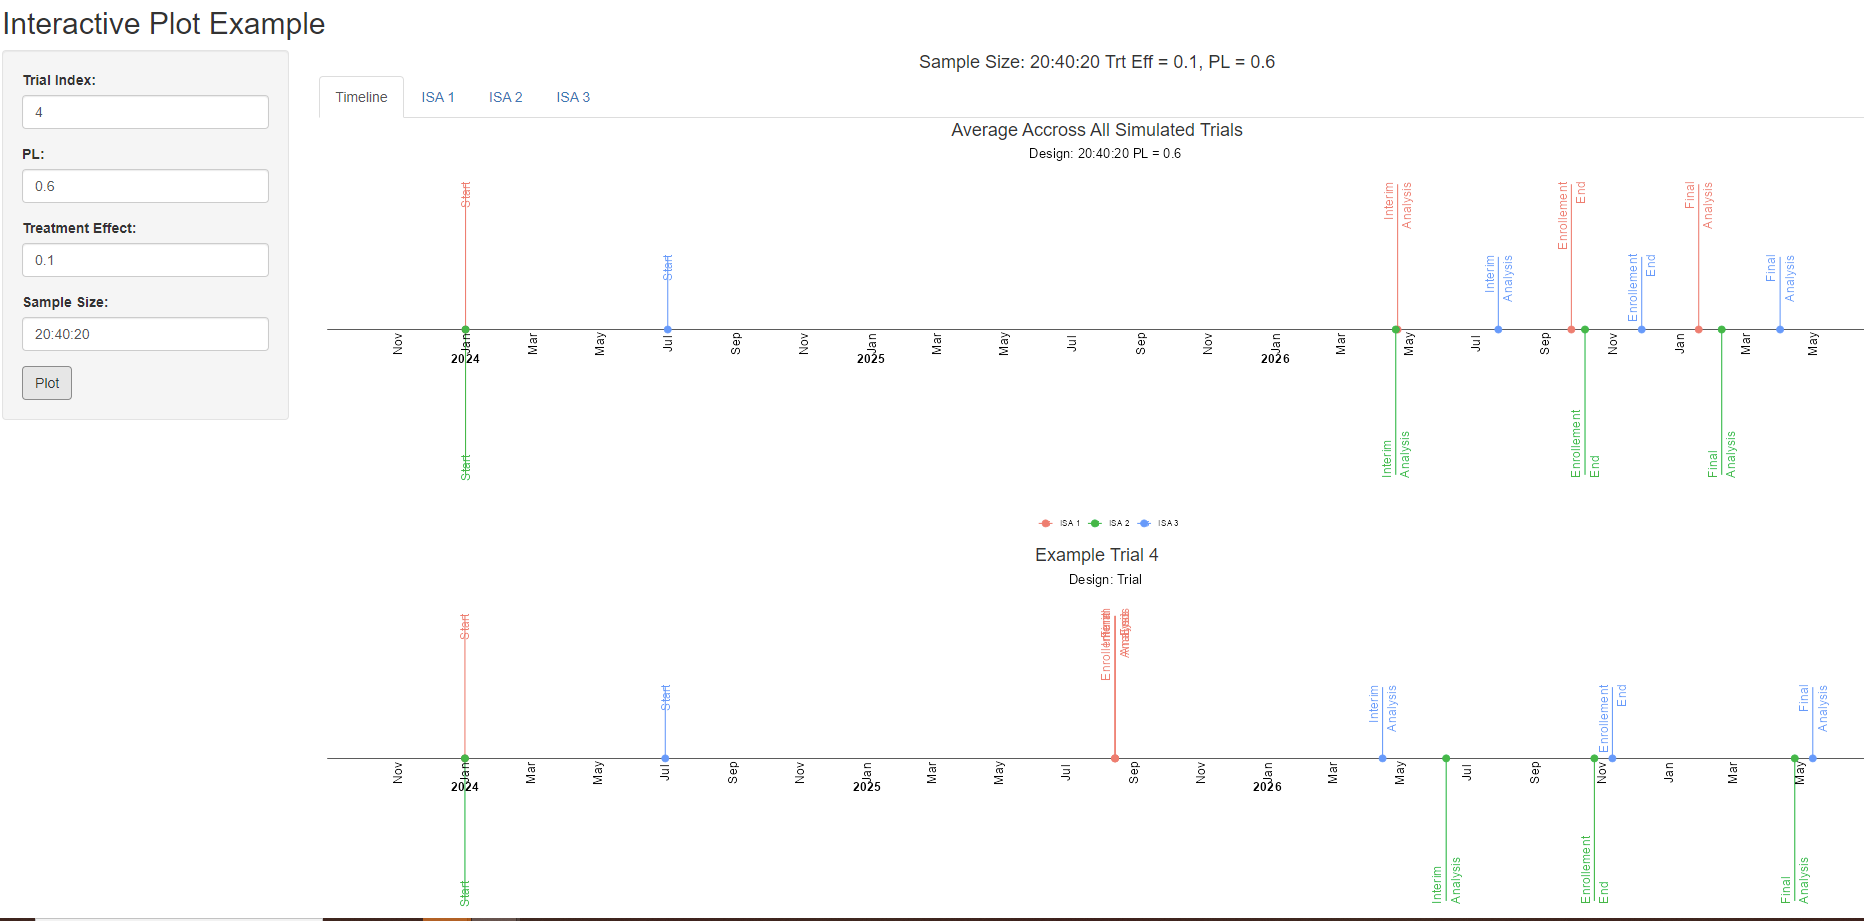 Interactive Plot Example
Trial Index:
4
PL:
0.6
Treatment Effect:
0.1
Sample Size:
20:40:20
Plot
Sample Size: 20:40:20 Trt Eff = 0.1, PL = 0.6
Timeline
ISA 1
ISA 2
ISA 3
Average Accross All Simulated Trials
Design: 20:40:20 PL = 0.6
Start
Start
Interim
Analysis
Interim
Analysis
Enrollement
End
Enrollement
End
Final
Analysis
Final
Analysis
Nov
Jan
Mar
May
Jul
Sep
Nov
Jan
Mar
May
Jul
Sep
Nov
Jan
Mar
May
Jul
Sep
Nov
Jan
Mar
May
2024
2025
2026
Start
Interim
Analysis
Enrollement
End
Final
Analysis
ISA 1
ISA 2
ISA 3
Example Trial 4
Design: Trial
Start
Start
Enrollement
Analysis
Interim
Analysis
Enrollement
End
Final
Analysis
Nov
Jan
Mar
May
Jul
Sep
Nov
Jan
Mar
May
Jul
Sep
Nov
Jan
Mar
May
Jul
Sep
Nov
Jan
Mar
May
2024
2025
2026
Start
Interim
Analysis
Enrollement
End
Final
Analysis